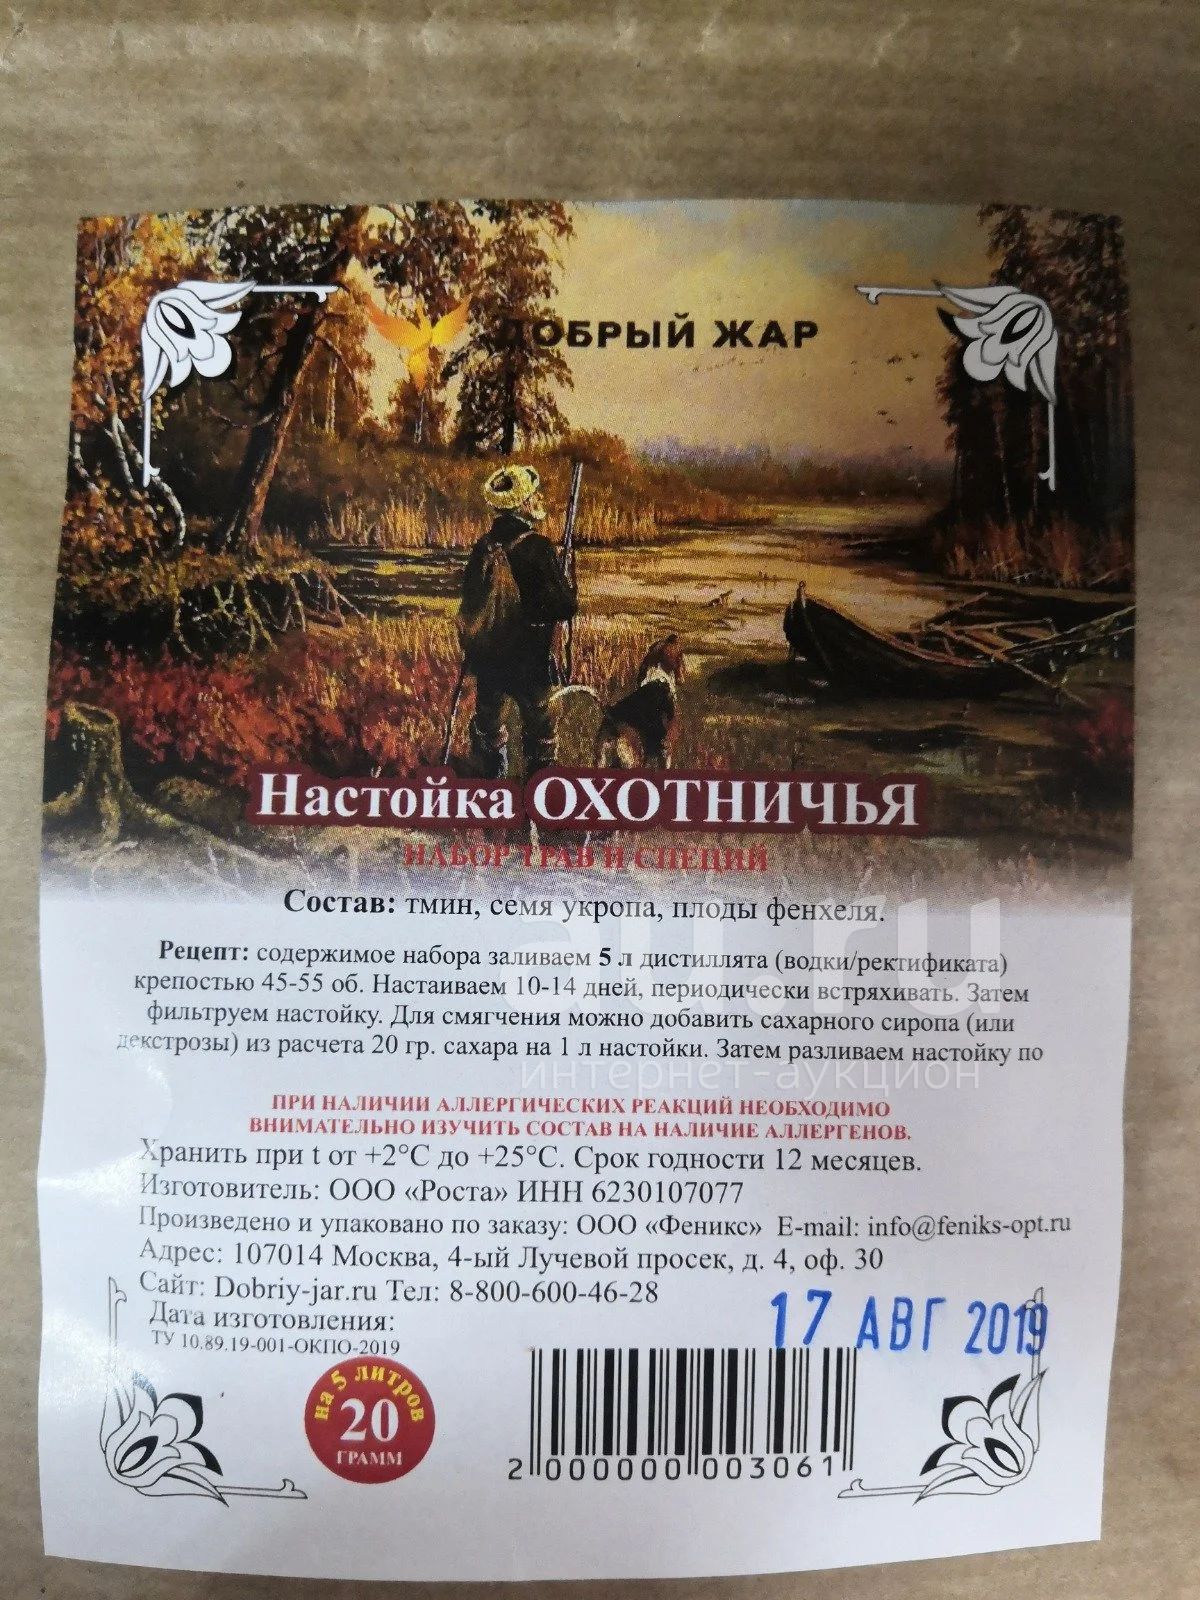 ДОБРЫЙ ЖАР
Настойка ОХОТНИЧЬЯ
НАБОР ТРАВ И СПЕЦИЙ
Состав: тмин, семя укропа, плоды фенхеля.
au.ru
Рецепт: содержимое набора заливаем 5 л дистиллята (водки/ректификата)
крепостью 45-55 об. Настаиваем 10-14 дней, периодически встряхивать. Затем
фильтруем настойку. Для смягчения можно добавить сахарного сиропа (или
декстрозы) из расчета 20 гр. сахара на 1 л настойки. Затем разливаем настойку по
интернет-аукцион
ПРИ НАЛИЧИИ АЛЛЕРГИЧЕСКИХ РЕАКЦИЙ НЕОБХОДИМО
ВНИМАТЕЛЬНО ИЗУЧИТЬ СОСТАВ НА НАЛИЧИЕ АЛЛЕРГЕНОВ.
Хранить при t от +2°С до +25°С. Срок годности 12 месяцев.
Изготовитель: ООО «Роста» ИНН 6230107077
Произведено и упаковано по заказу: ООО «Феникс» E-mail: info@feniks-opt.ru
Адрес: 107014 Москва, 4-ый Лучевой просек, д. 4, оф. 30
Сайт: Dobriy-jar.ru Тел: 8-800-600-46-28
Дата изготовления:
17 АВГ 2019
ТУ 10.89.19-001-ОКПО-2019
на 5 литров
20
ГРАММ
2 000000 003061